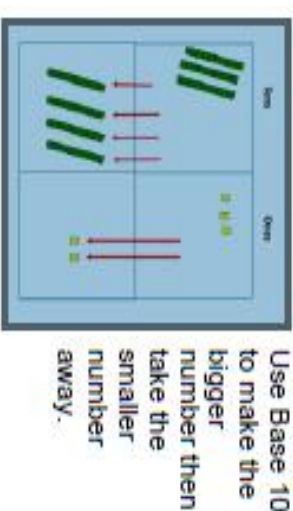 Tens Ones
Use Base 10
to make the
bigger
number then
take the
smaller
number
away.